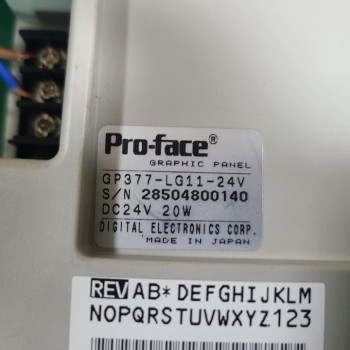 Pro-face®
GRAPHIC PANEL
GP377-LG11-24V
S/N 28504800140
DC24V 20W
DIGITAL ELECTRONICS CORP.
MADE IN JAPAN
REV AB* DEFGHIJKLM
NOPQRSTUVWXYZ123